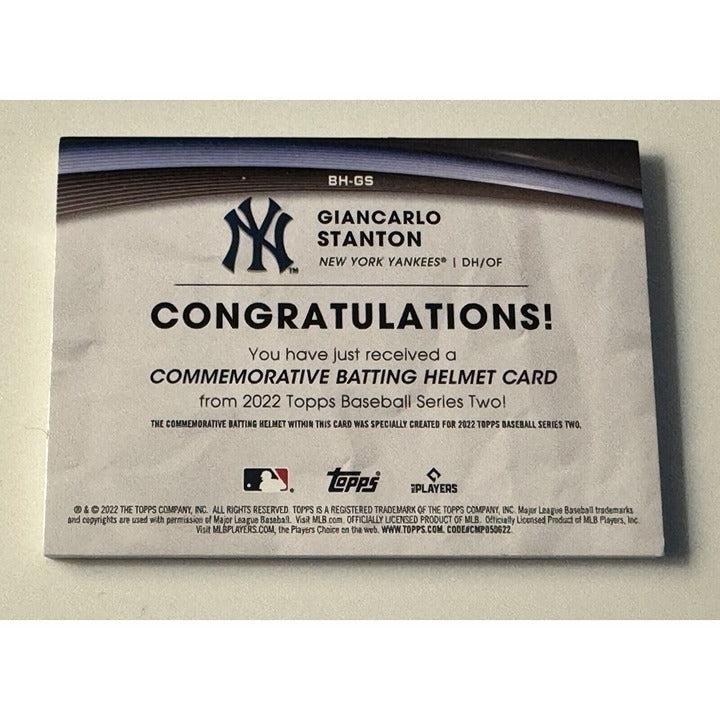 BH-GS
NY
TM
GIANCARLO
STANTON
NEW YORK YANKEES® | DH/OF
CONGRATULATIONS!
You have just received a
COMMEMORATIVE BATTING HELMET CARD
from 2022 Topps Baseball Series Two!
THE COMMEMORATIVE BATTING HELMET WITHIN THIS CARD WAS SPECIALLY CREATED FOR 2022 TOPPS BASEBALL SERIES TWO.
topps® PLAYERS
® & © 2022 THE TOPPS COMPANY, INC. ALL RIGHTS RESERVED. TOPPS IS A REGISTERED TRADEMARK OF THE TOPPS COMPANY, INC. Major League Baseball trademarks
and copyrights are used with permission of Major League Baseball. Visit MLB.com. OFFICIALLY LICENSED PRODUCT OF MLB. Officially Licensed Product of MLB Players, Inc.
Visit MLBPLAYERS.COM, the Players Choice on the web. WWW.TOPPS.COM. CODE#CMP050622.